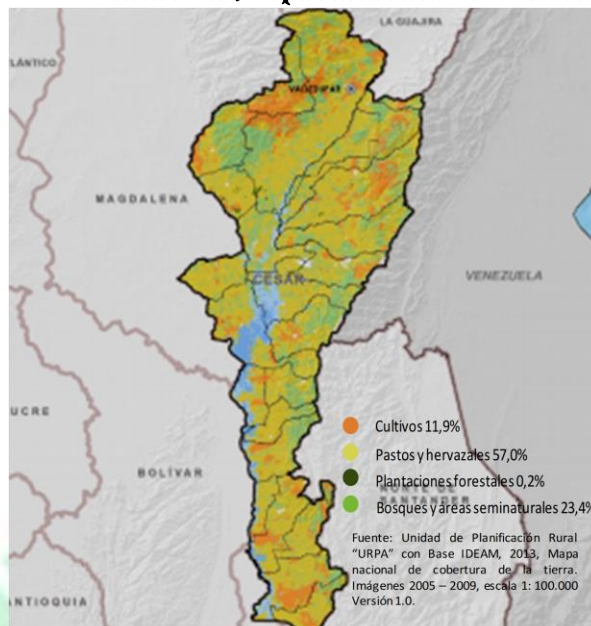 LA GUAJIRA
VALLEDUPAR
MAGDALENA
CESAR
VENEZUELA
UCRE
BOLÍVAR
NORTE DE
SANTANDER
NTIOQUIA
Cultivos 11,9%
Pastos y hervazales 57,0%
Plantaciones forestales 0,2%
Bosques y áreas seminaturales 23,4%
Fuente: Unidad de Planificación Rural
“URPA” con Base IDEAM, 2013, Mapa
nacional de cobertura de la tierra.
Imágenes 2005 – 2009, escala 1: 100.000
Versión 1.0.